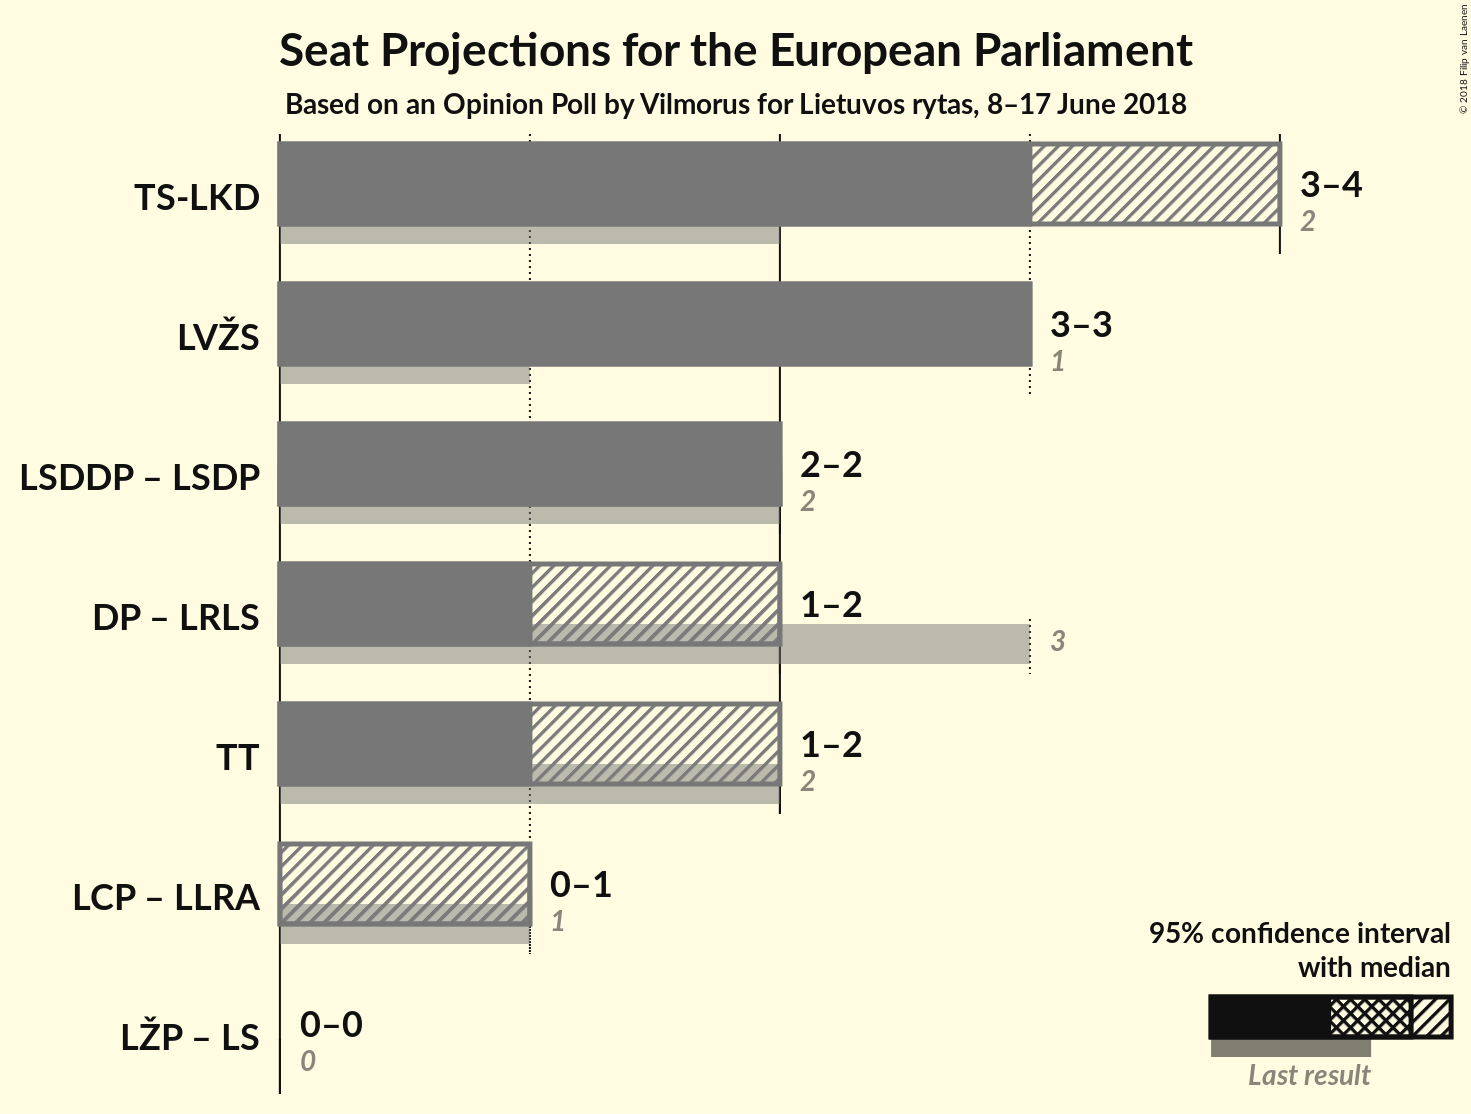 Seat Projections for the European Parliament
Based on an Opinion Poll by Vilmorus for Lietuvos rytas, 8–17 June 2018
© 2018 Filip van Laenen
TS-LKD
3–4
2
LVŽS
3–3
1
LSDDP – LSDP
2–2
2
DP – LRLS
1–2
3
TT
1–2
2
LCP – LLRA
0–1
1
LŽP – LS
0–0
0
95% confidence interval
with median
Last result